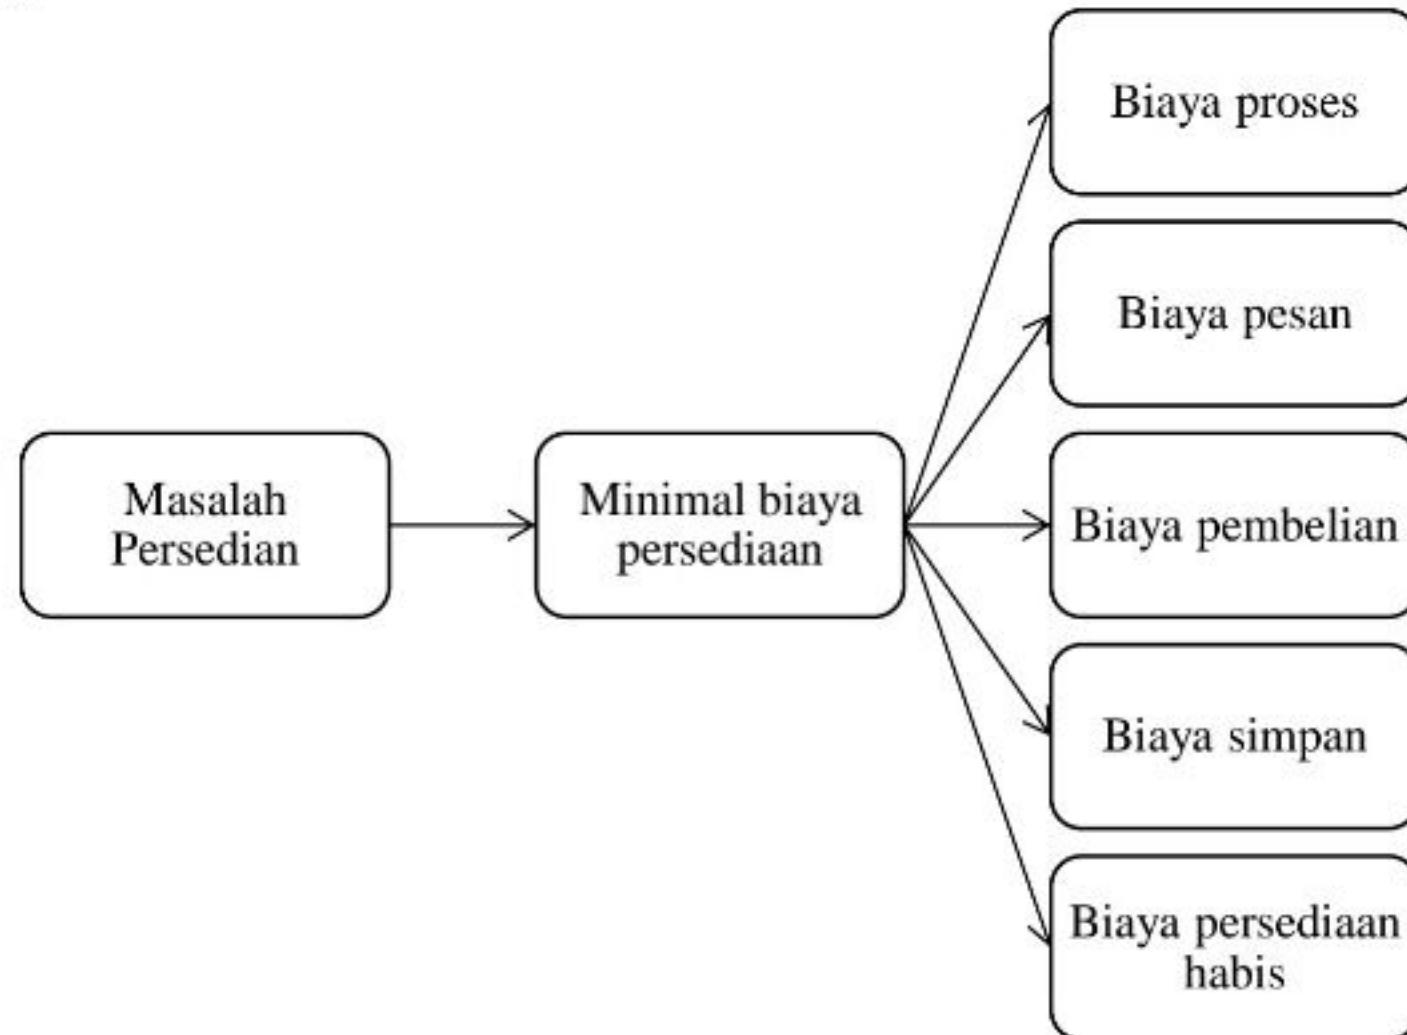 Masalah
Persedian
Minimal biaya
persediaan
Biaya proses
Biaya pesan
Biaya pembelian
Biaya simpan
Biaya persediaan
habis